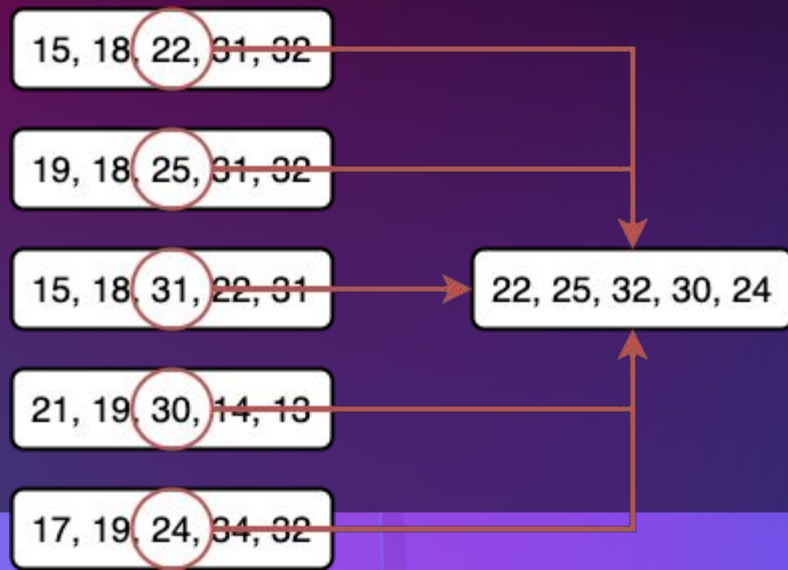 15, 18, 22, 31, 32
19, 18, 25, 31, 32
15, 18, 31, 22, 31
22, 25, 32, 30, 24
21, 19, 30, 14, 13
17, 19, 24, 34, 32